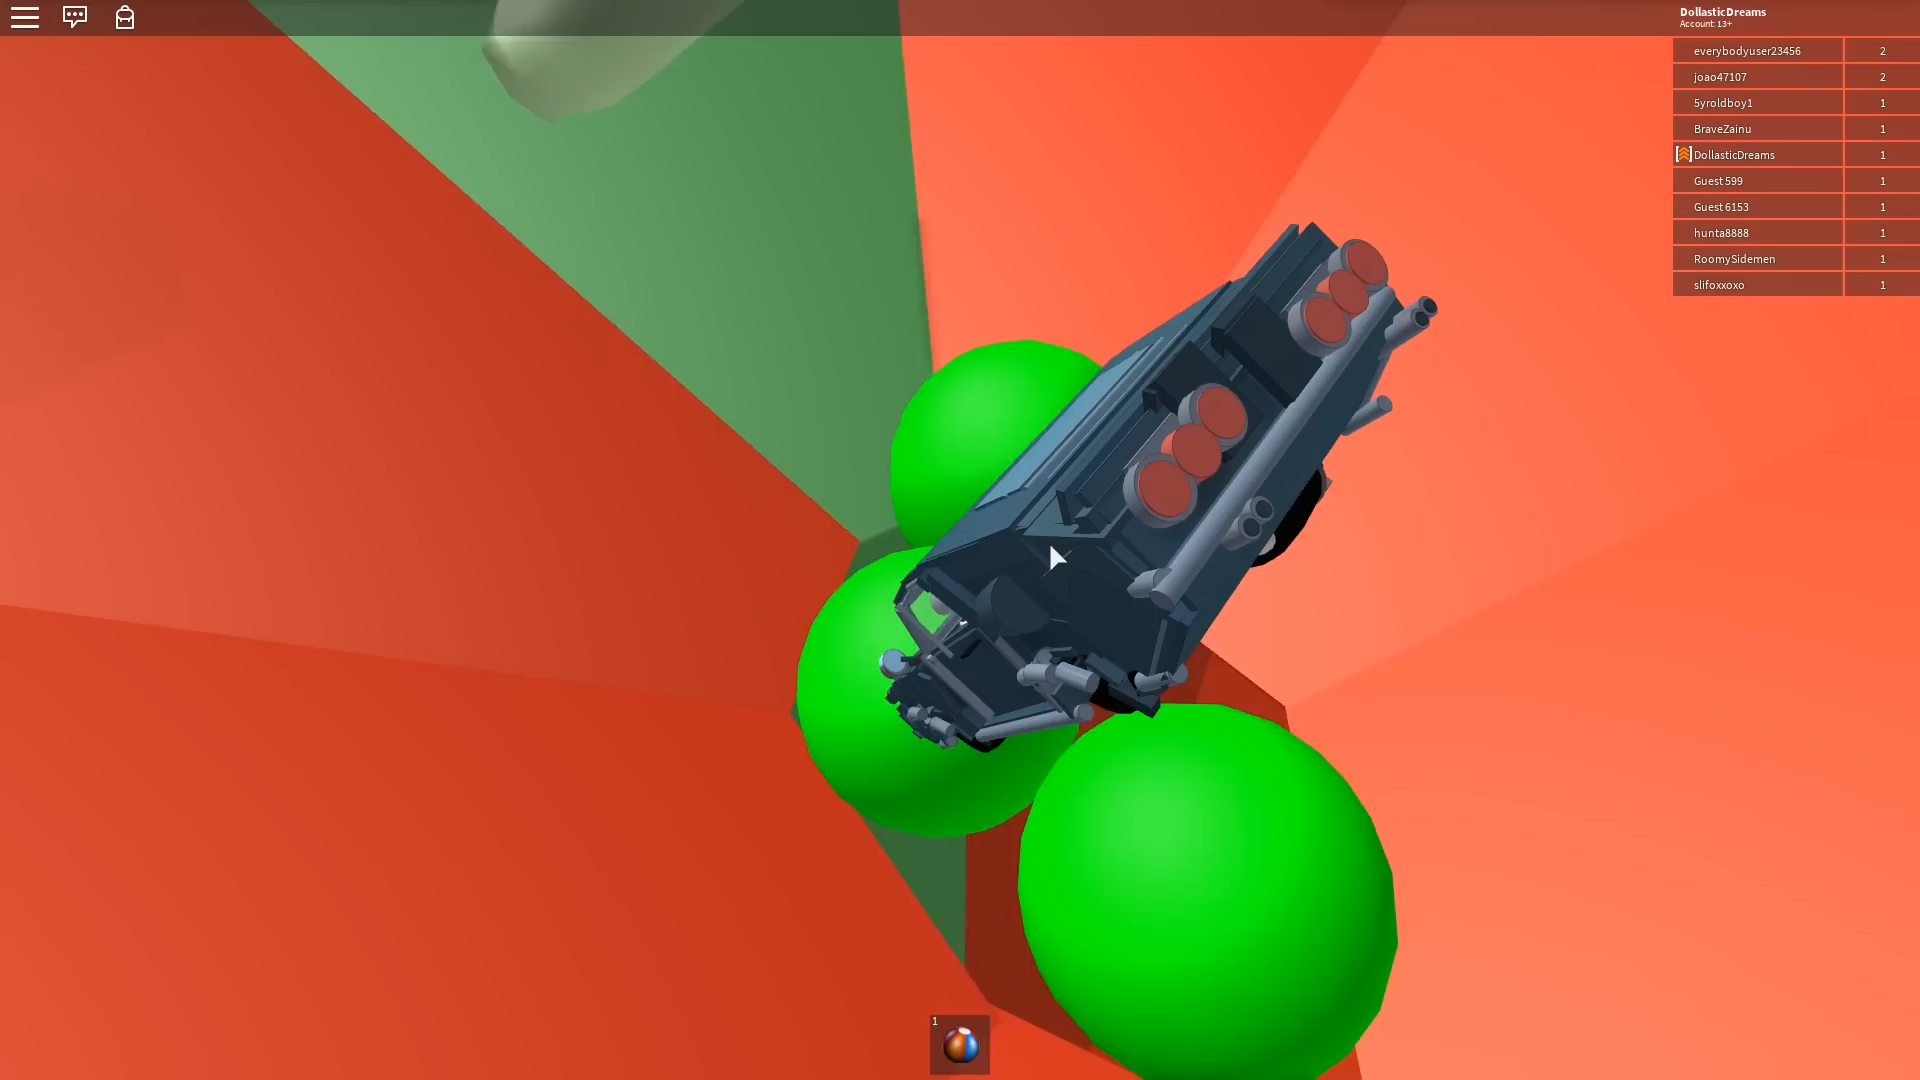 DollasticDreams
Account: 13+
everybodyuser23456 2
joao47107 2
5yroldboy1 1
BraveZainu 1
DollasticDreams 1
Guest 599 1
Guest 6153 1
hunta8888 1
RoomySidemen 1
slifoxxoxo 1
1